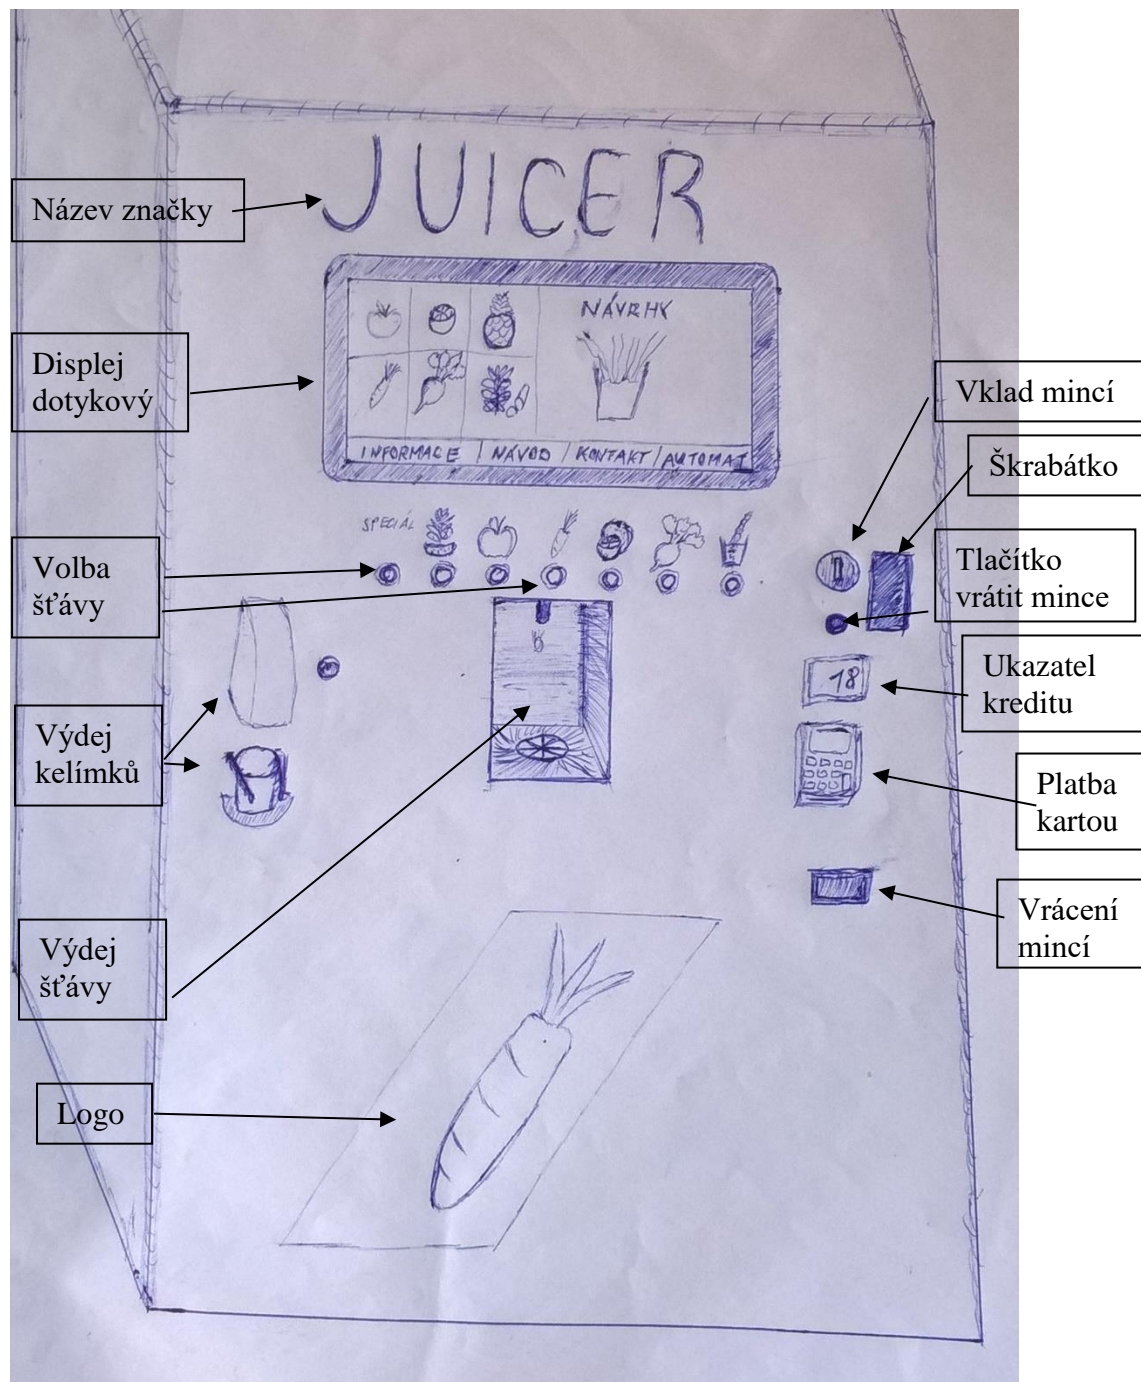 JUICER
Název značky
NÁVRHY
Displej
dotykový
INFORMACE / NÁVOD / KONTAKT / AUTOMAT
Vklad mincí
Škrabátko
SPECIÁL
Volba
šťávy
Tlačítko
vrátit mince
Ukazatel
kreditu
18
Výdej
kelímků
Platba
kartou
Vrácení
mincí
Výdej
šťávy
Logo